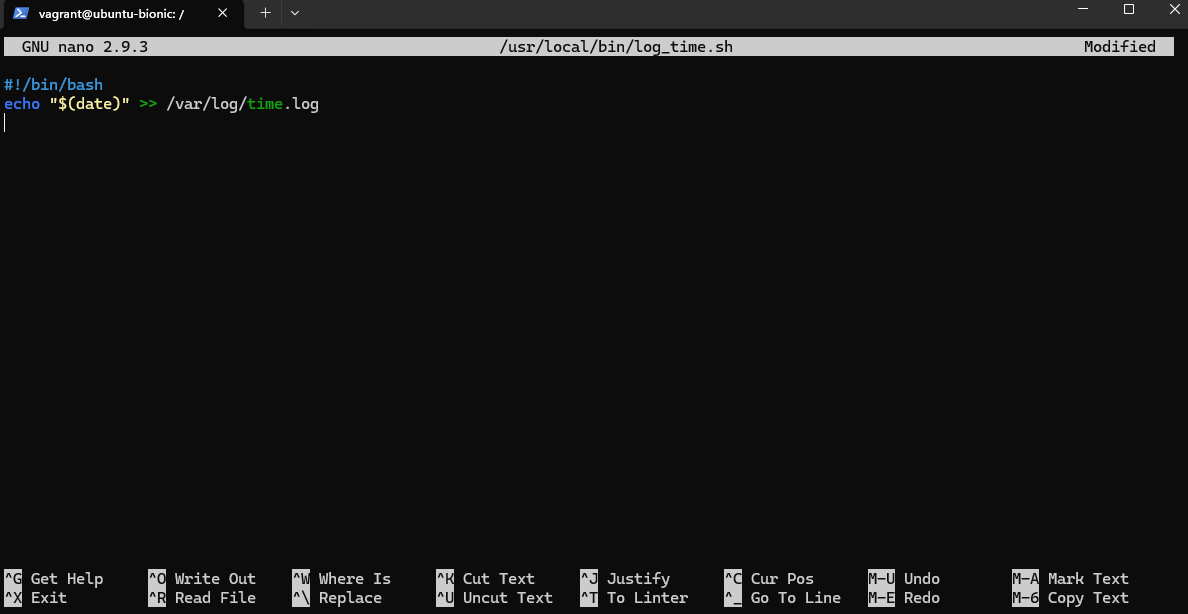 vagrant@ubuntu-bionic: /
GNU nano 2.9.3 /usr/local/bin/log_time.sh Modified
#!/bin/bash
echo "$(date)" >> /var/log/time.log
^G Get Help ^O Write Out ^W Where Is ^K Cut Text ^J Justify ^C Cur Pos M-U Undo M-A Mark Text
^X Exit ^R Read File ^\ Replace ^U Uncut Text ^T To Linter ^_ Go To Line M-E Redo M-6 Copy Text